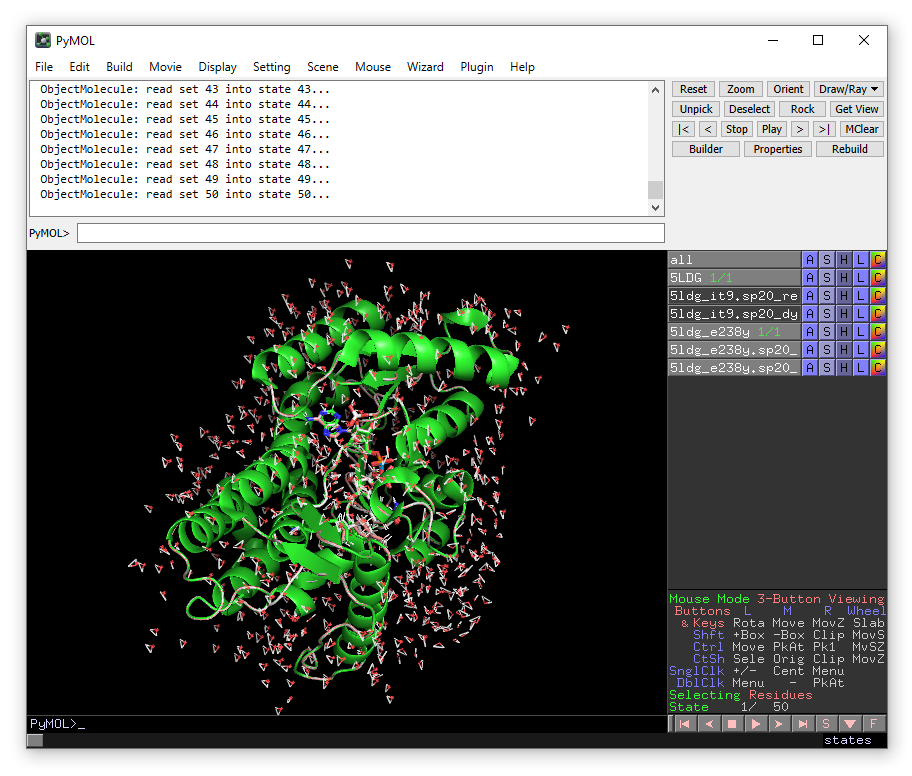 PyMOL
File Edit Build Movie Display Setting Scene Mouse Wizard Plugin Help
ObjectMolecule: read set 43 into state 43...
ObjectMolecule: read set 44 into state 44...
ObjectMolecule: read set 45 into state 45...
ObjectMolecule: read set 46 into state 46...
ObjectMolecule: read set 47 into state 47...
ObjectMolecule: read set 48 into state 48...
ObjectMolecule: read set 49 into state 49...
ObjectMolecule: read set 50 into state 50...
PyMOL>
Reset Zoom Orient Draw/Ray
Unpick Deselect Rock Get View
|< < Stop Play > >| MClear
Builder Properties Rebuild
all A S H L C
5LDG 1/1 A S H L C
5ldg_it9.sp20_re A S H L C
5ldg_it9.sp20_dy A S H L C
5ldg_e238y 1/1 A S H L C
5ldg_e238y.sp20_ A S H L C
5ldg_e238y.sp20_ A S H L C
Mouse Mode 3-Button Viewing
Buttons L M R Wheel
& Keys Rota Move MovZ Slab
Shft +Box -Box Clip MovS
Ctrl Move PkAt Pk1 MvSZ
CtSh Sele Orig Clip MovZ
SnglClk +/- Cent Menu
DblClk Menu - PkAt
Selecting Residues
State 1/ 50
PyMOL>_
S F
states